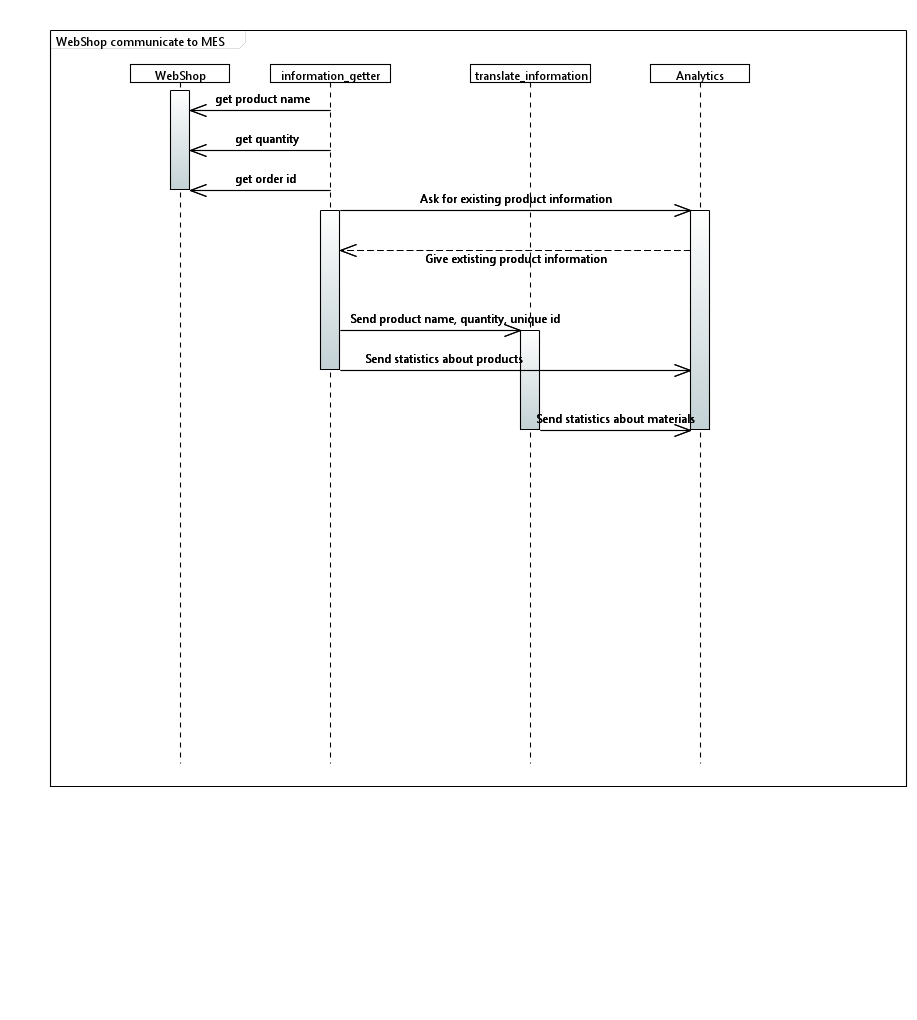 WebShop communicate to MES
WebShop
information_getter
translate_information
Analytics
get product name
get quantity
get order id
Ask for existing product information
Give extisting product information
Send product name, quantity, unique id
Send statistics about products
Send statistics about materials